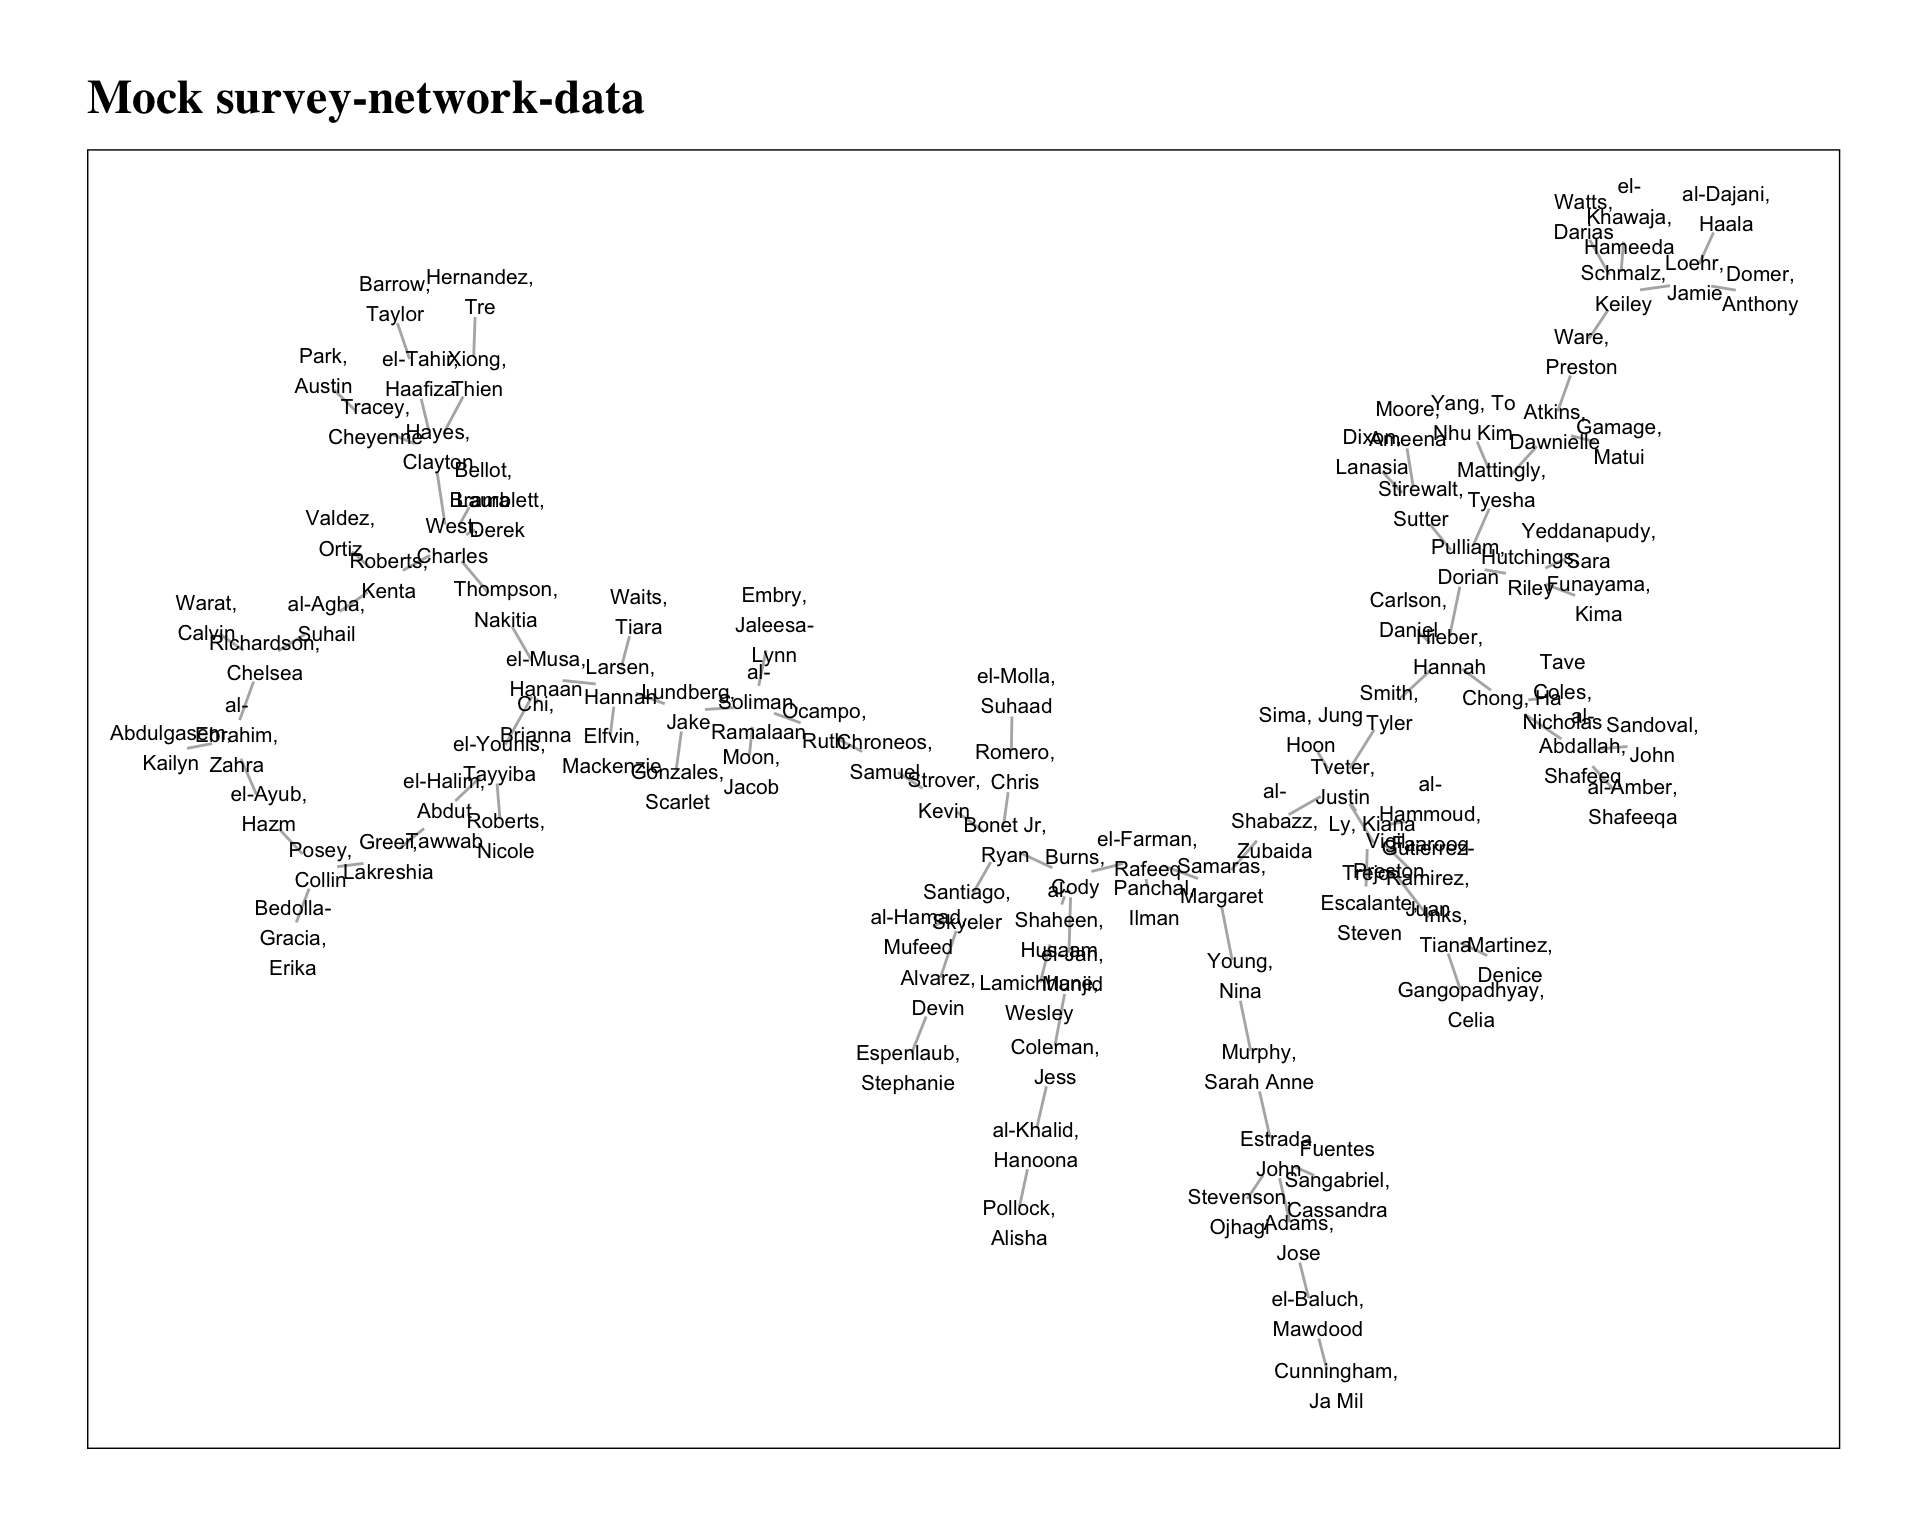 Mock survey-network-data
el-
Khawaja,
Hameeda
Watts,
Darias
al-Dajani,
Haala
Schmalz,
Keiley
Loehr,
Jamie
Domer,
Anthony
Ware,
Preston
Barrow,
Taylor
Hernandez,
Tre
Park,
Austin
el-Tahir,
Haafiza
Xiong,
Thien
Tracey,
Cheyenne
Hayes,
Clayton
Bellot,
Laura
Bramblett,
Derek
West,
Charles
Valdez,
Ortiz
Roberts,
Kenta
Thompson,
Nakitia
Warat,
Calvin
al-Agha,
Suhail
Richardson,
Chelsea
al-
Ebrahim,
Zahra
Abdulgasem,
Kailyn
el-Ayub,
Hazm
Posey,
Collin
Green,
Lakreshia
Bedolla-
Gracia,
Erika
el-Halim,
Abdut
Tawwab
el-Younis,
Tayyiba
Roberts,
Nicole
Chi,
Brianna
el-Musa,
Hanaan
Larsen,
Hannah
Waits,
Tiara
Elfvin,
Mackenzie
Lundberg,
Jake
Gonzales,
Scarlet
Embry,
Jaleesa-
Lynn
al-
Soliman,
Ramalaan
Moon,
Jacob
Ocampo,
Ruth
Chroneos,
Samuel
Strover,
Kevin
el-Molla,
Suhaad
Romero,
Chris
Bonet Jr,
Ryan
Santiago,
Skyeler
al-Hamad,
Mufeed
Alvarez,
Devin
Espenlaub,
Stephanie
Burns,
Cody
al-
Shaheen,
Husaam
el-Jan,
Munjid
Lamichhane,
Wesley
Coleman,
Jess
al-Khalid,
Hanoona
Pollock,
Alisha
el-Farman,
Rafeeq
Panchal,
Ilman
Samaras,
Margaret
Young,
Nina
Murphy,
Sarah Anne
Estrada,
John
Fuentes
Sangabriel,
Cassandra
Stevenson,
Ojhagi
Adams,
Jose
el-Baluch,
Mawdood
Cunningham,
Ja Mil
Moore,
Ameena
Dixon,
Lanasia
Yang, To
Nhu Kim
Atkins,
Dawnielle
Gamage,
Matui
Mattingly,
Tyesha
Stirewalt,
Sutter
Pulliam,
Dorian
Hutchings,
Riley
Yeddanapudy,
Sara
Funayama,
Kima
Carlson,
Daniel
Hieber,
Hannah
Smith,
Tyler
Chong, Ha
Tave
Coles,
Nicholas
al-
Abdallah,
Shafeeq
Sandoval,
John
al-Amber,
Shafeeqa
Sima, Jung
Hoon
Tveter,
Justin
al-
Shabazz,
Zubaida
Ly, Kiana
al-
Hammoud,
Faarooq
Vigil,
Preston
Gutierrez-
Ramirez,
Juan
Trejo
Escalante,
Steven
Inks,
Tiana
Martinez,
Denice
Gangopadhyay,
Celia